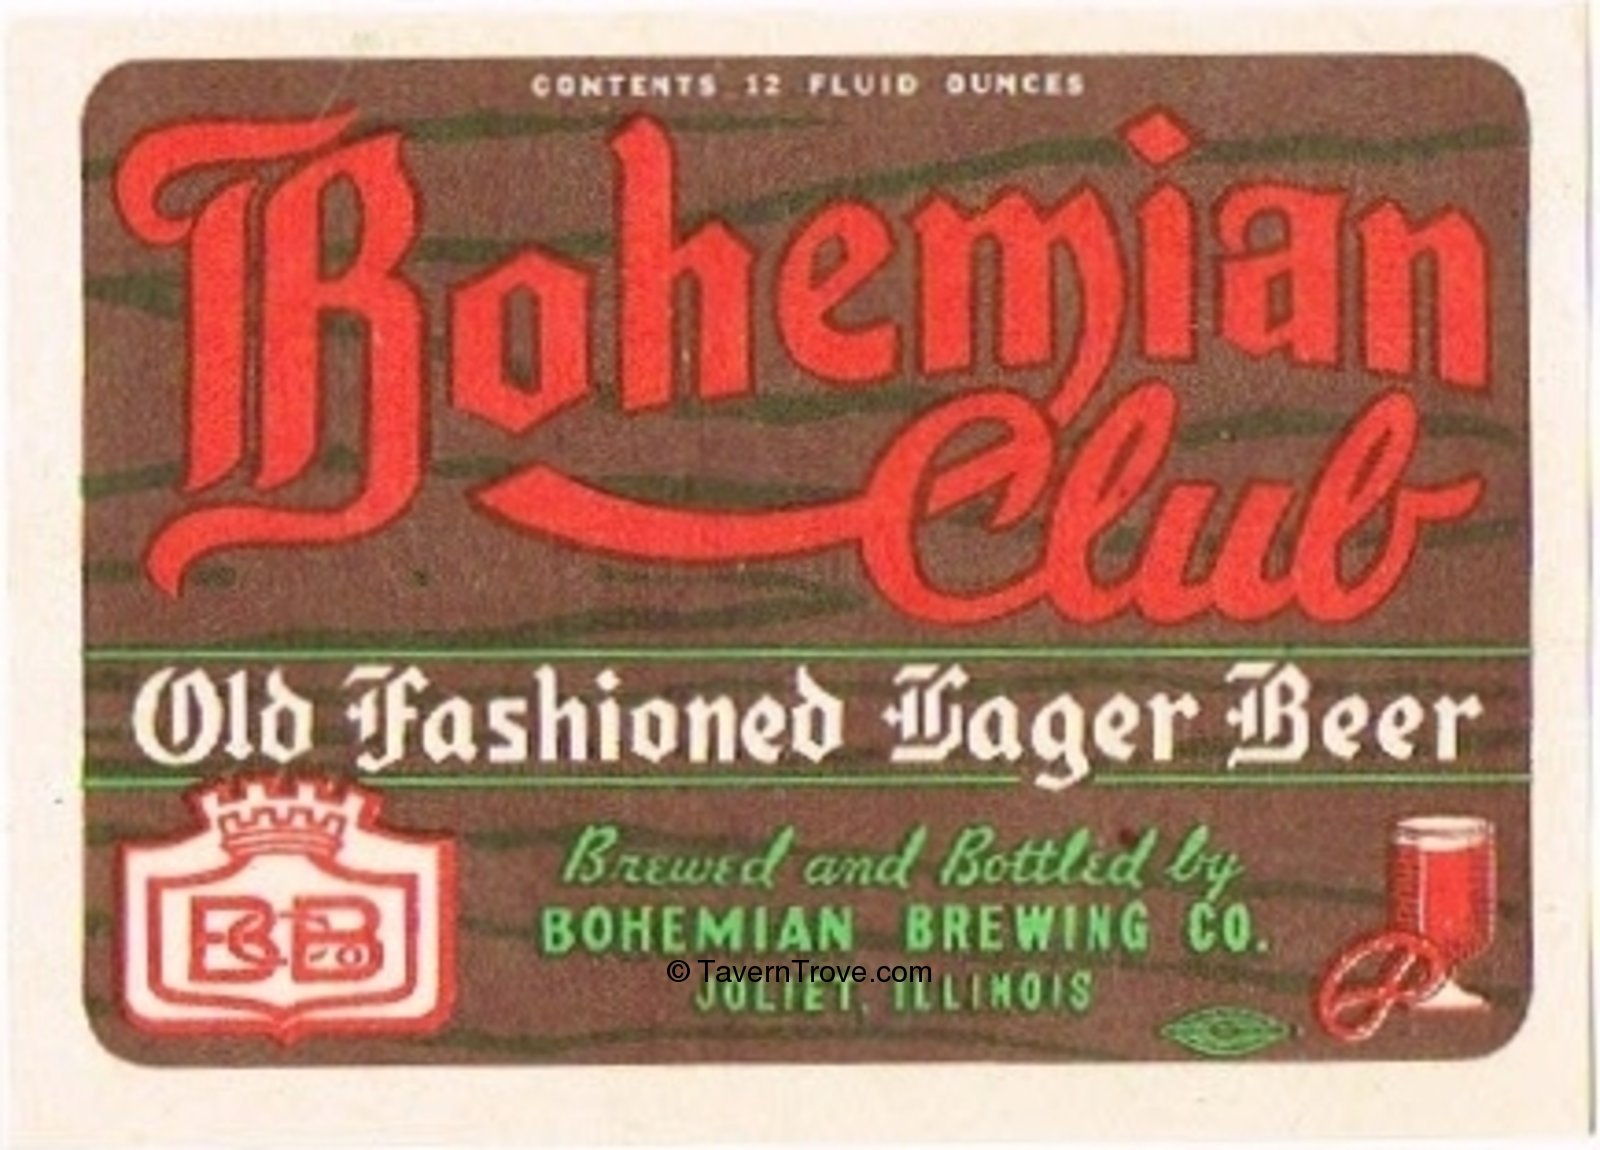 CONTENTS 12 FLUID OUNCES
Bohemian
Club
Old Fashioned Lager Beer
Brewed and Bottled by
BOHEMIAN BREWING CO.
© TavernTrove.com
JOLIET, ILLINOIS
BB